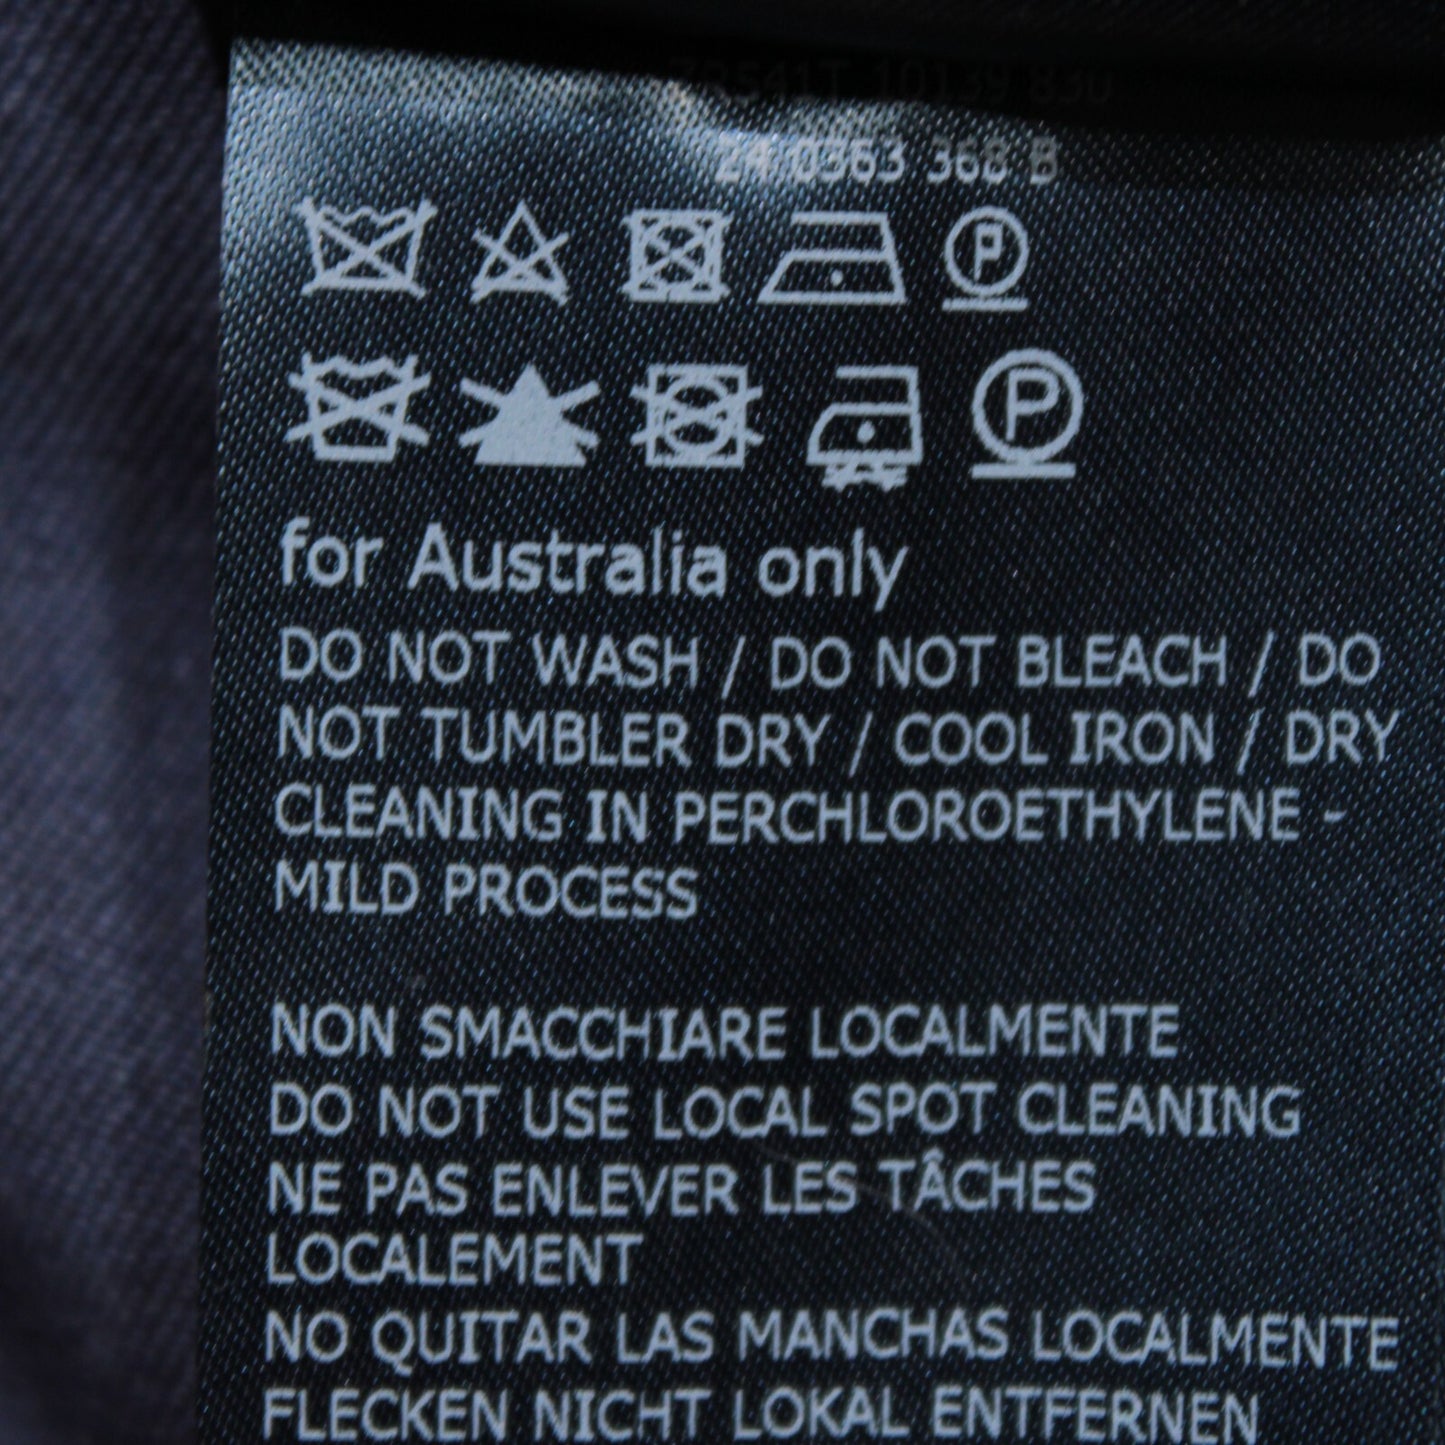 24 0363 368 B
P
P
for Australia only
DO NOT WASH / DO NOT BLEACH / DO
NOT TUMBLER DRY / COOL IRON / DRY
CLEANING IN PERCHLOROETHYLENE -
MILD PROCESS
NON SMACCHIARE LOCALMENTE
DO NOT USE LOCAL SPOT CLEANING
NE PAS ENLEVER LES TÂCHES
LOCALEMENT
NO QUITAR LAS MANCHAS LOCALMENTE
FLECKEN NICHT LOKAL ENTFERNEN